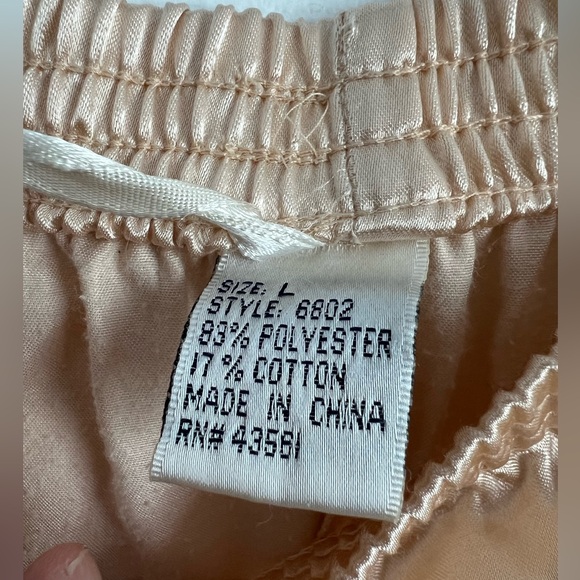 SIZE: L
STYLE: 6802
83% POLYESTER
17% COTTON
MADE IN CHINA
RN# 43561